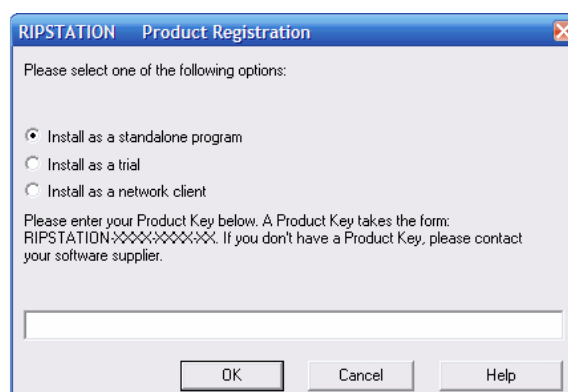 RIPSTATION Product Registration
Please select one of the following options:
Install as a standalone program
Install as a trial
Install as a network client
Please enter your Product Key below. A Product Key takes the form:
RIPSTATION-XXXX-XXXX-XX. If you don't have a Product Key, please contact
your software supplier.
OK Cancel Help